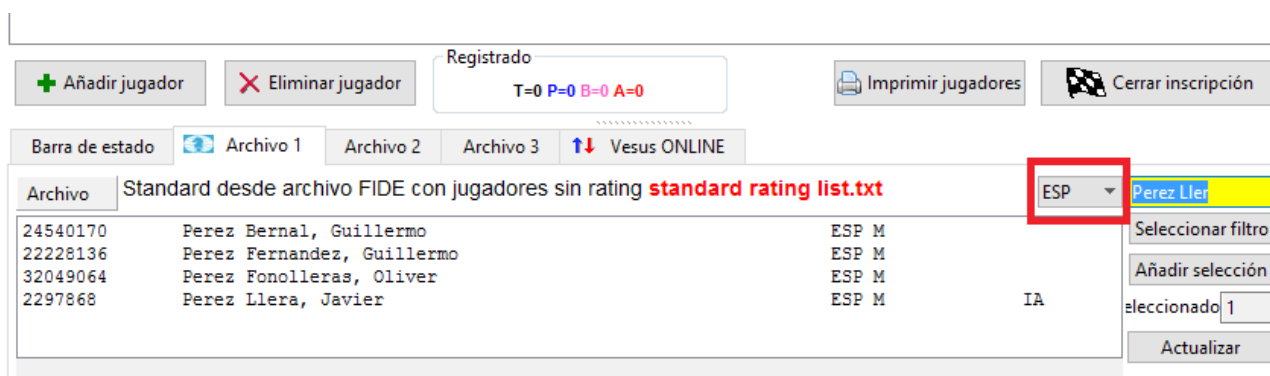 Añadir jugador Eliminar jugador Registrado T=0 P=0 B=0 A=0 Imprimir jugadores Cerrar inscripción
Barra de estado Archivo 1 Archivo 2 Archivo 3 Vesus ONLINE
Archivo Standard desde archivo FIDE con jugadores sin rating standard rating list.txt ESP Perez Ller
24540170 Perez Bernal, Guillermo ESP M
22228136 Perez Fernandez, Guillermo ESP M
32049064 Perez Fonolleras, Oliver ESP M
2297868 Perez Llera, Javier ESP M IA
Seleccionar filtro
Añadir selección
eleccionado 1
Actualizar